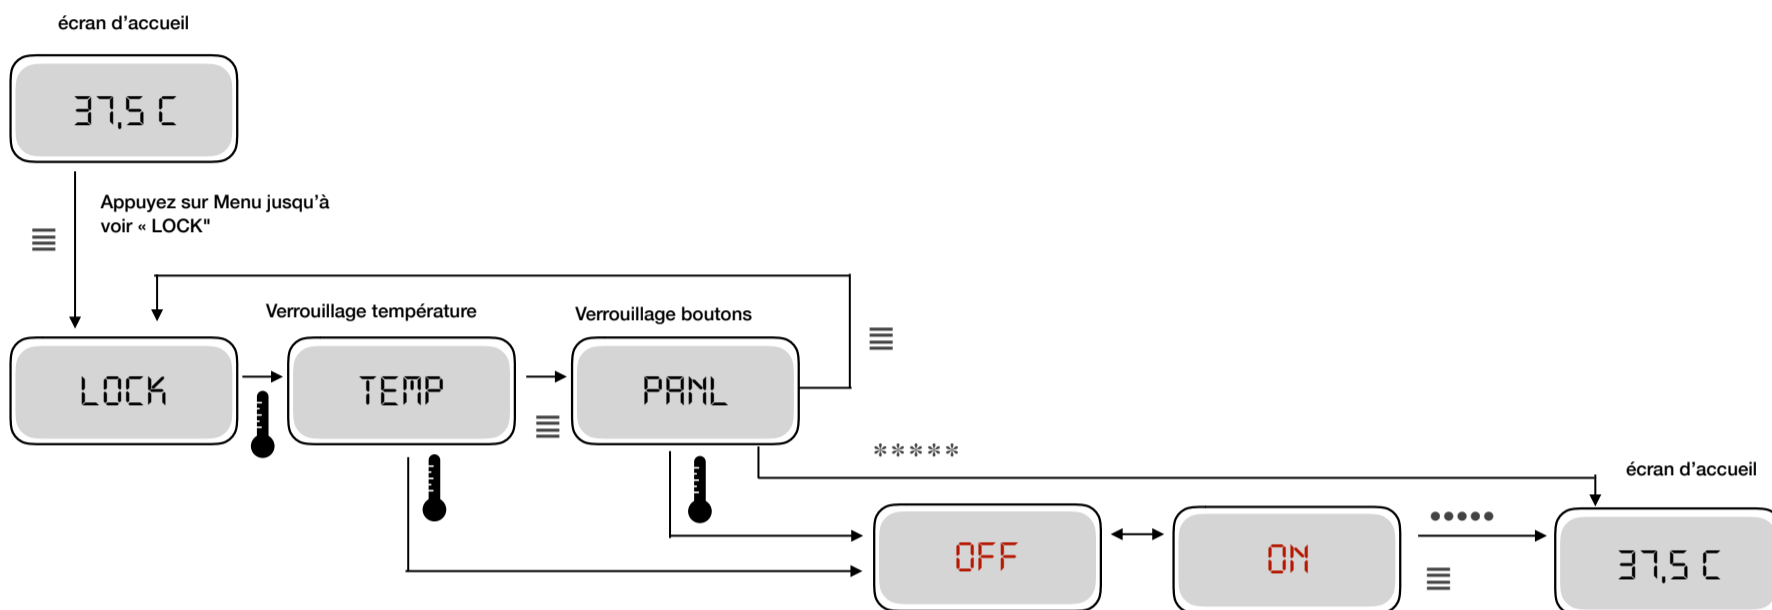 écran d'accueil
37,5 C
Appuyez sur Menu jusqu'à
voir « LOCK"
Verrouillage température
Verrouillage boutons
LOCK
TEMP
PANL
*****
écran d'accueil
OFF
ON
37,5 C